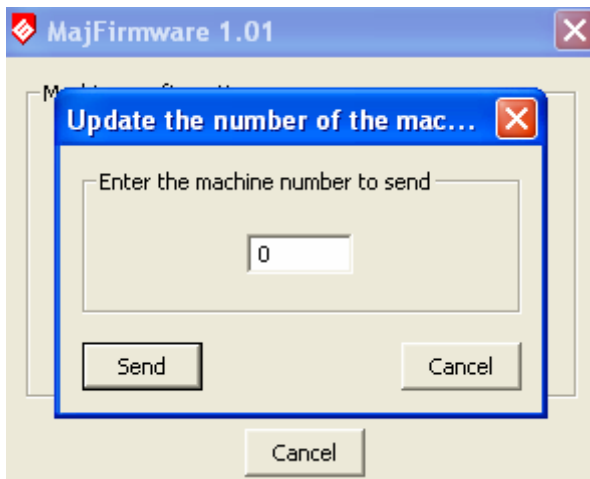 MajFirmware 1.01
Update the number of the mac...
Enter the machine number to send
0
Send
Cancel
Cancel